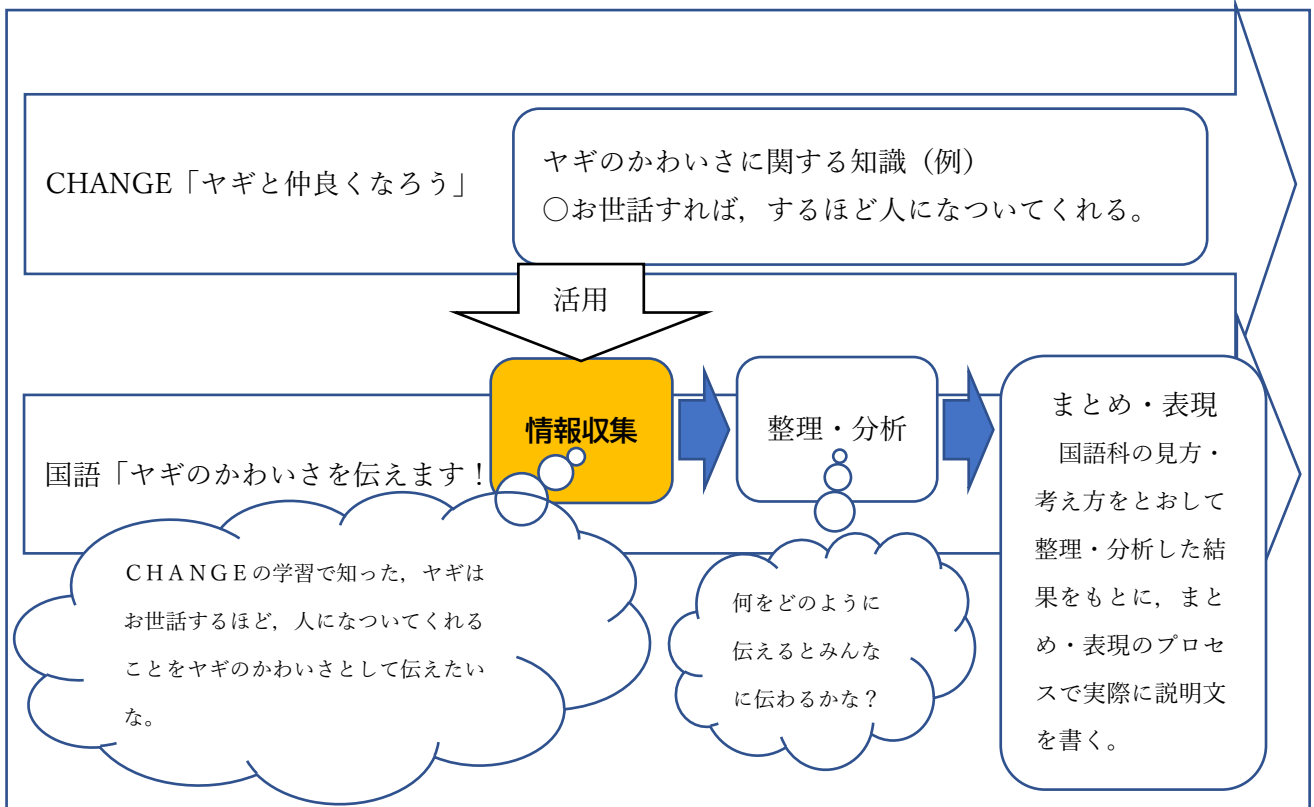 CHANGE「ヤギと仲良くなろう」
ヤギのかわいさに関する知識（例）
○お世話すれば，するほど人になついてくれる。
活用
国語「ヤギのかわいさを伝えます！
情報収集
整理・分析
まとめ・表現
国語科の見方・
考え方をとおして
整理・分析した結
果をもとに，まと
め・表現のプロセ
スで実際に説明文
を書く。
ＣＨＡＮＧＥの学習で知った，ヤギは
お世話するほど，人になついてくれる
ことをヤギのかわいさとして伝えたい
な。
何をどのように
伝えるとみんな
に伝わるかな？